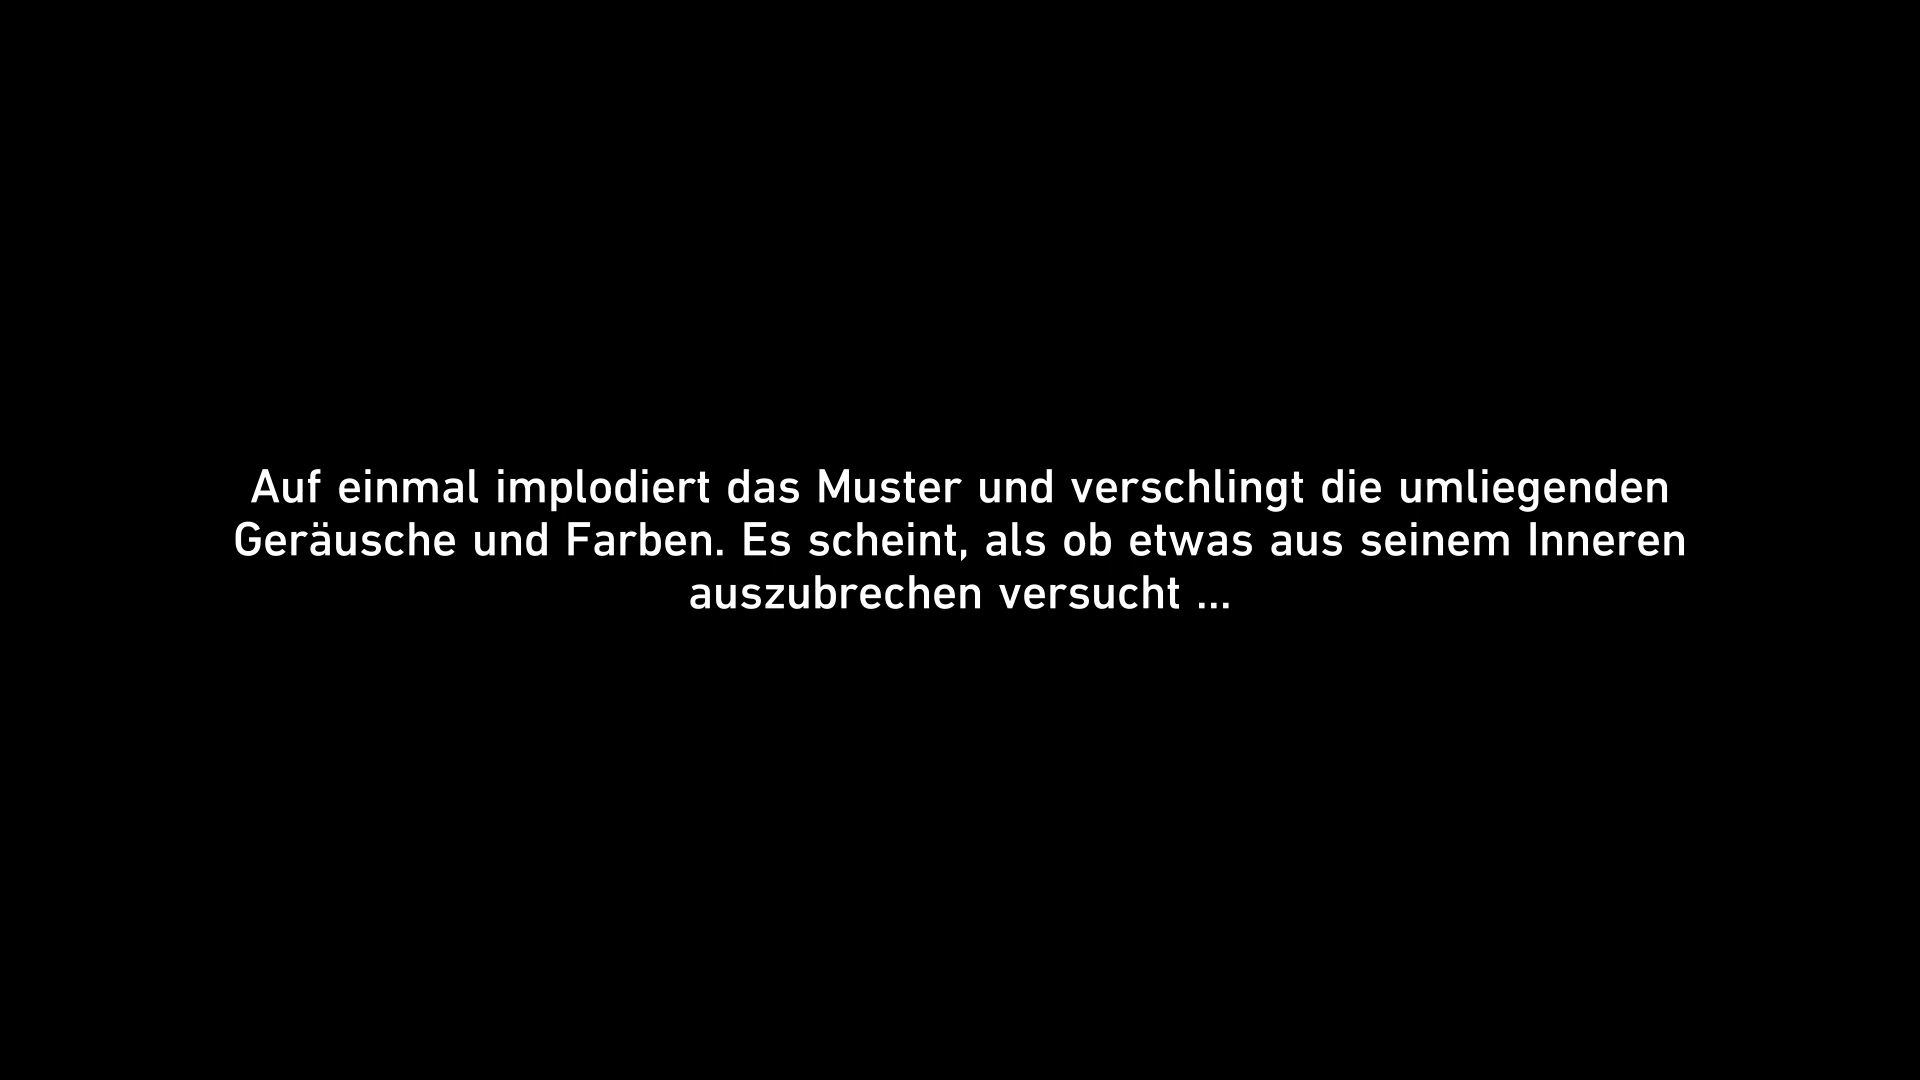 Auf einmal implodiert das Muster und verschlingt die umliegenden
Geräusche und Farben. Es scheint, als ob etwas aus seinem Inneren
auszubrechen versucht ...